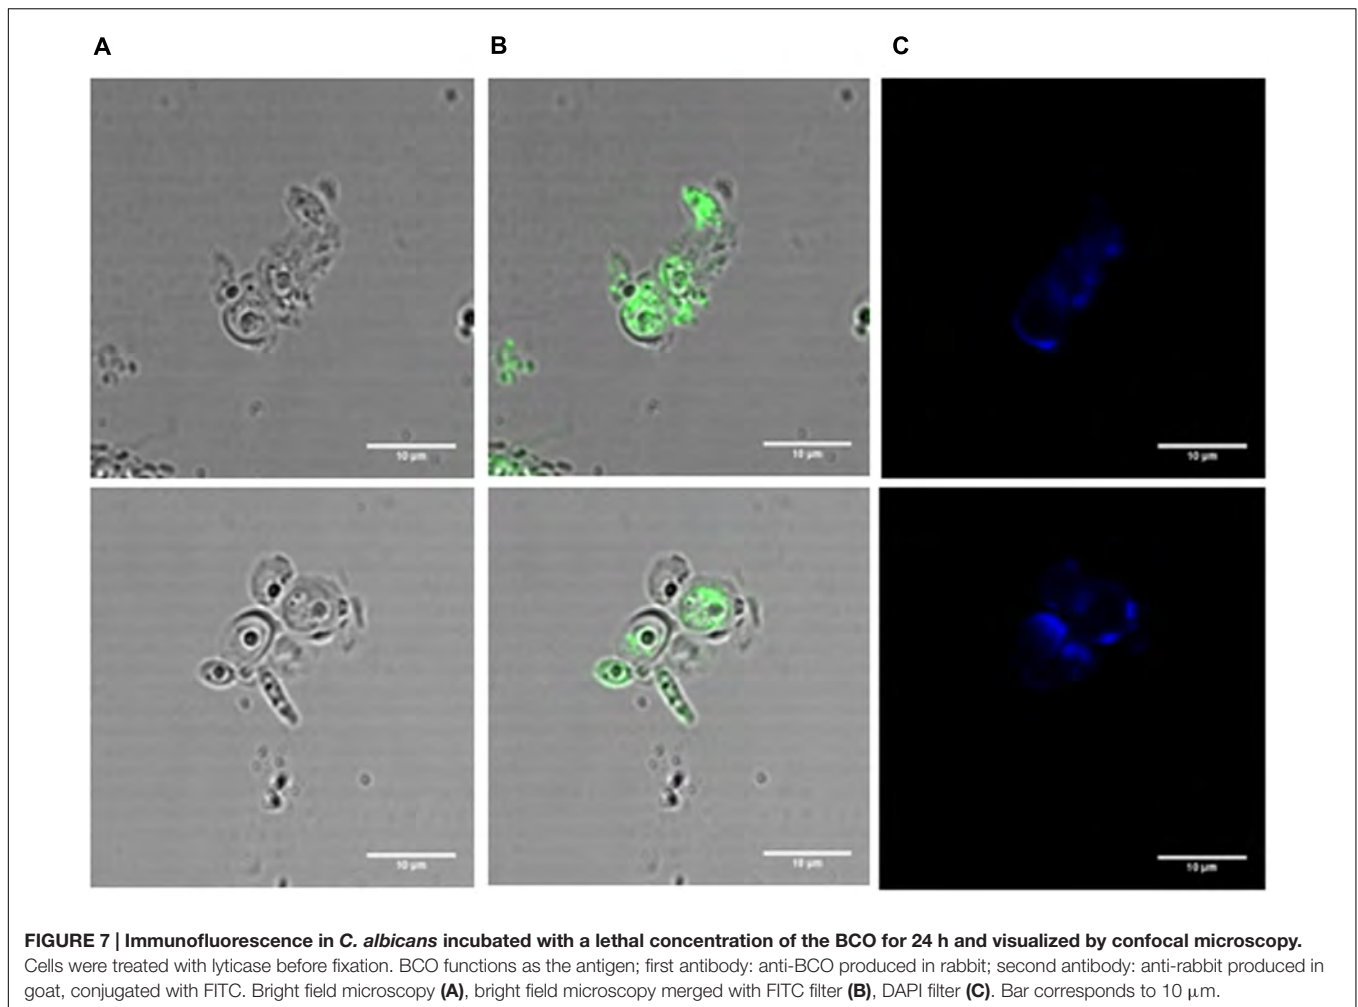 A B C
10 µm 10 µm 10 µm
10 µm 10 µm 10 µm
FIGURE 7 | Immunofluorescence in C. albicans incubated with a lethal concentration of the BCO for 24 h and visualized by confocal microscopy.
Cells were treated with lyticase before fixation. BCO functions as the antigen; first antibody: anti-BCO produced in rabbit; second antibody: anti-rabbit produced in
goat, conjugated with FITC. Bright field microscopy (A), bright field microscopy merged with FITC filter (B), DAPI filter (C). Bar corresponds to 10 µm.